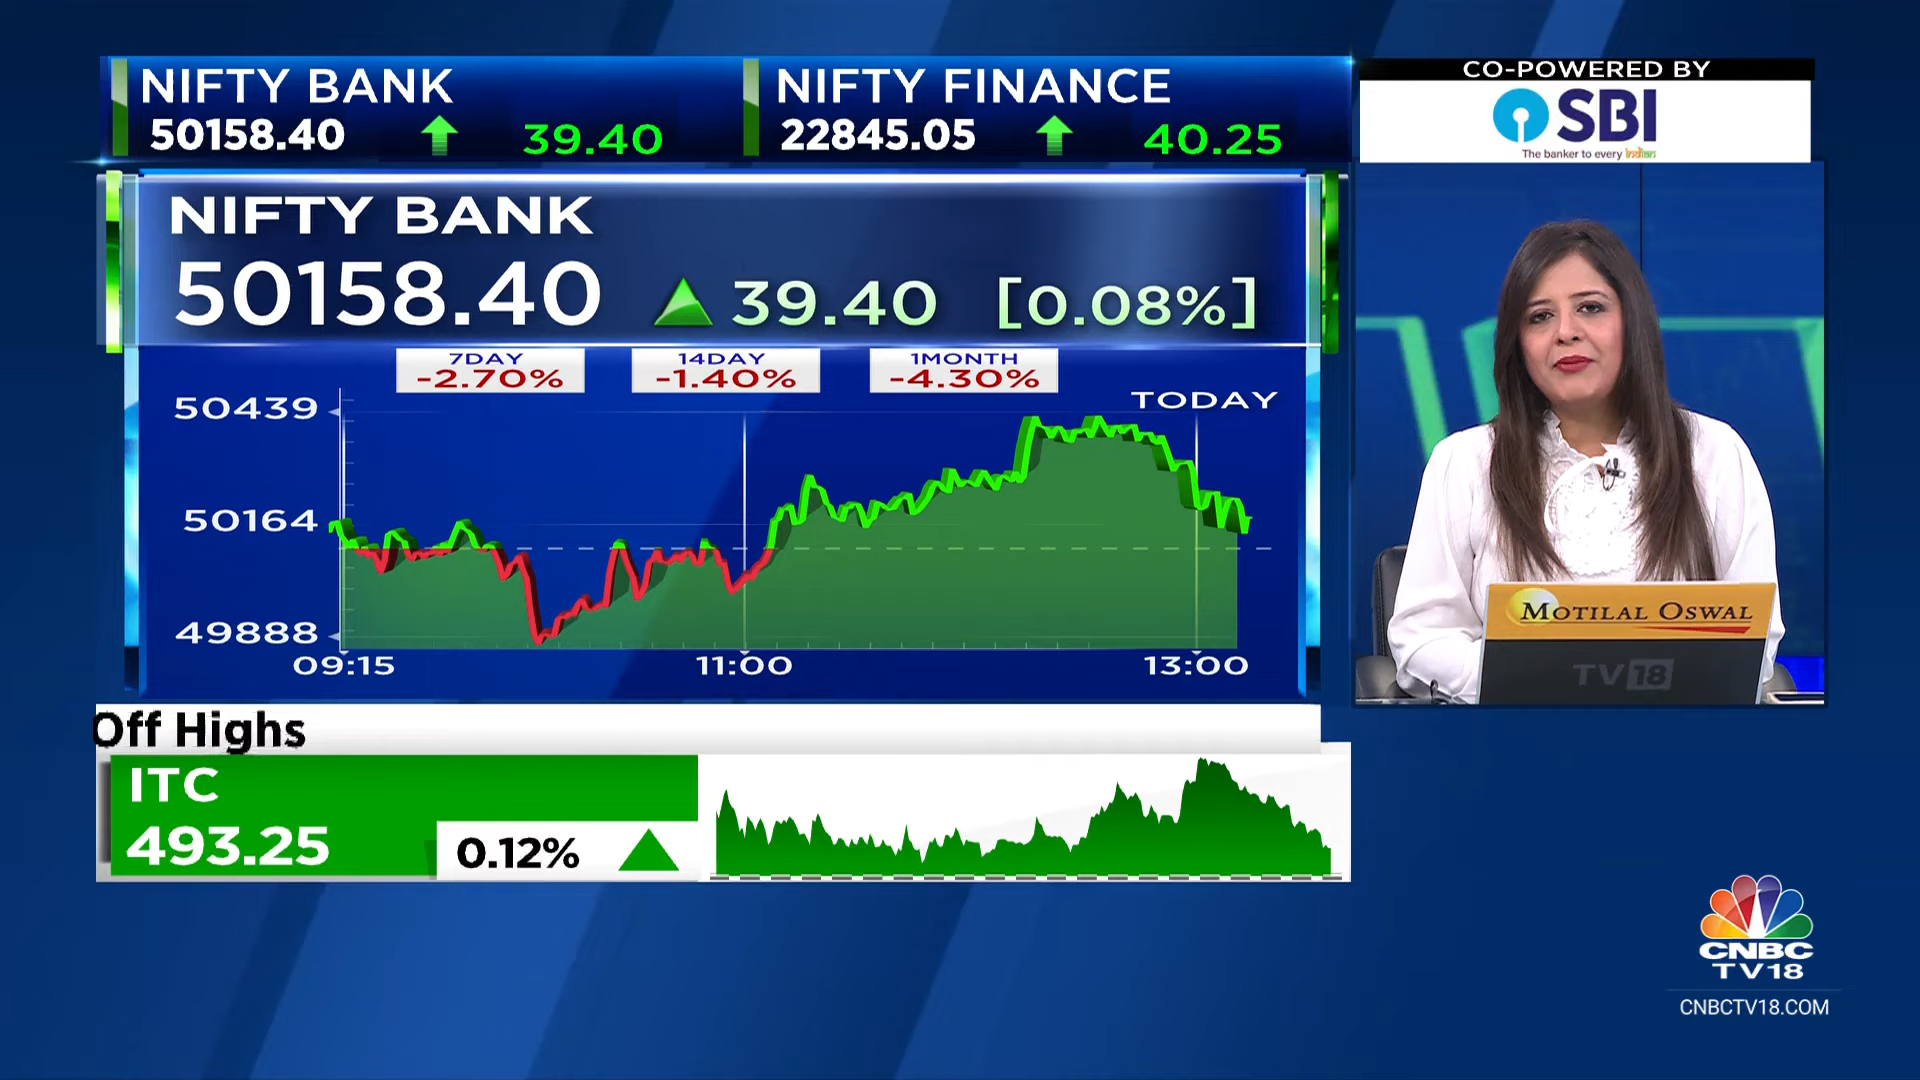 NIFTY BANK
50158.40 39.40
NIFTY FINANCE
22845.05 40.25
CO-POWERED BY
SBI
The banker to every Indian
NIFTY BANK
50158.40 39.40 [0.08%]
7DAY
-2.70%
14DAY
-1.40%
1MONTH
-4.30%
TODAY
50439
50164
49888
09:15 11:00 13:00
MOTILAL OSWAL
TV18
Off Highs
ITC
493.25
0.12%
CNBC
TV18
CNBCTV18.COM